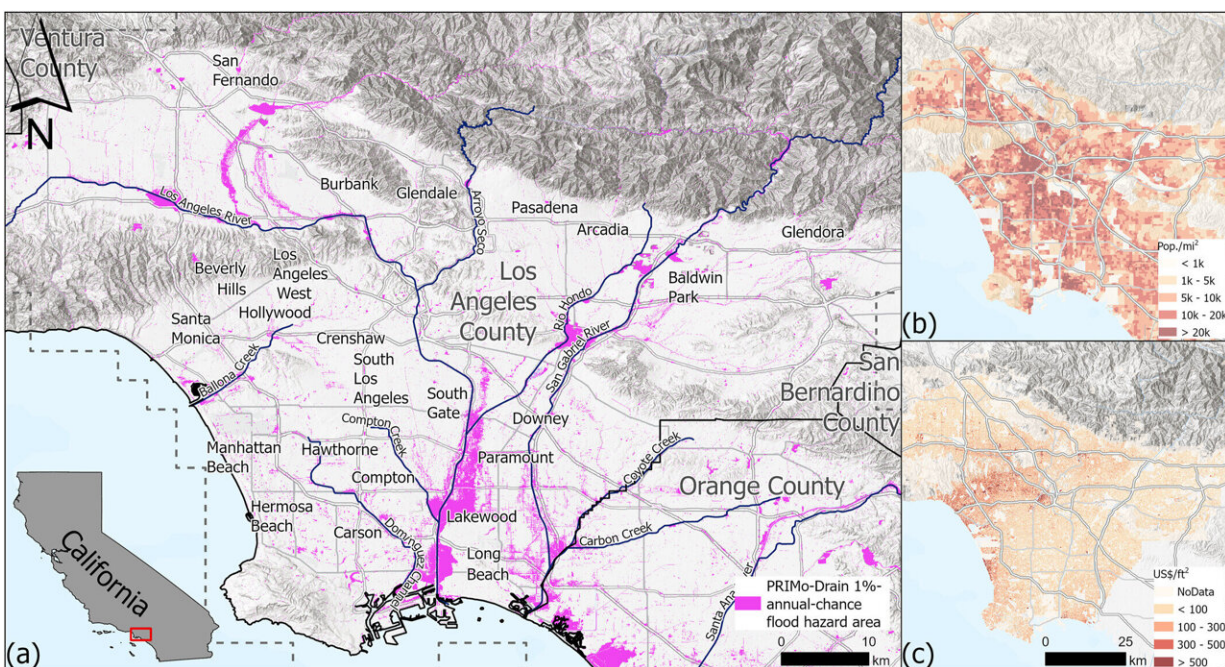 Ventura
County
San
Fernando
N
Burbank
Glendale
Arroyo Seco
Pasadena
Arcadia
Glendora
Los Angeles River
Beverly
Hills
Los
Angeles
West
Hollywood
Los
Angeles
County
Rio Hondo
Baldwin
Park
Santa
Monica
Ballona Creek
Crenshaw
South
Los
Angeles
San Gabriel River
San
Bernardino
County
South
Gate
Downey
Compton Creek
Manhattan
Beach
Hawthorne
Paramount
Coyote Creek
Compton
Orange County
Hermosa
Beach
Lakewood
Carson
Dominguez Channel
Carbon Creek
Long
Beach
Santa Ana
California
PRIMo-Drain 1%-
annual-chance
flood hazard area
0 10
km
(a)
Pop./mi²
< 1k
1k - 5k
5k - 10k
10k - 20k
> 20k
(b)
US$/ft²
NoData
< 100
100 - 300
300 - 500
> 500
0 25
km
(c)